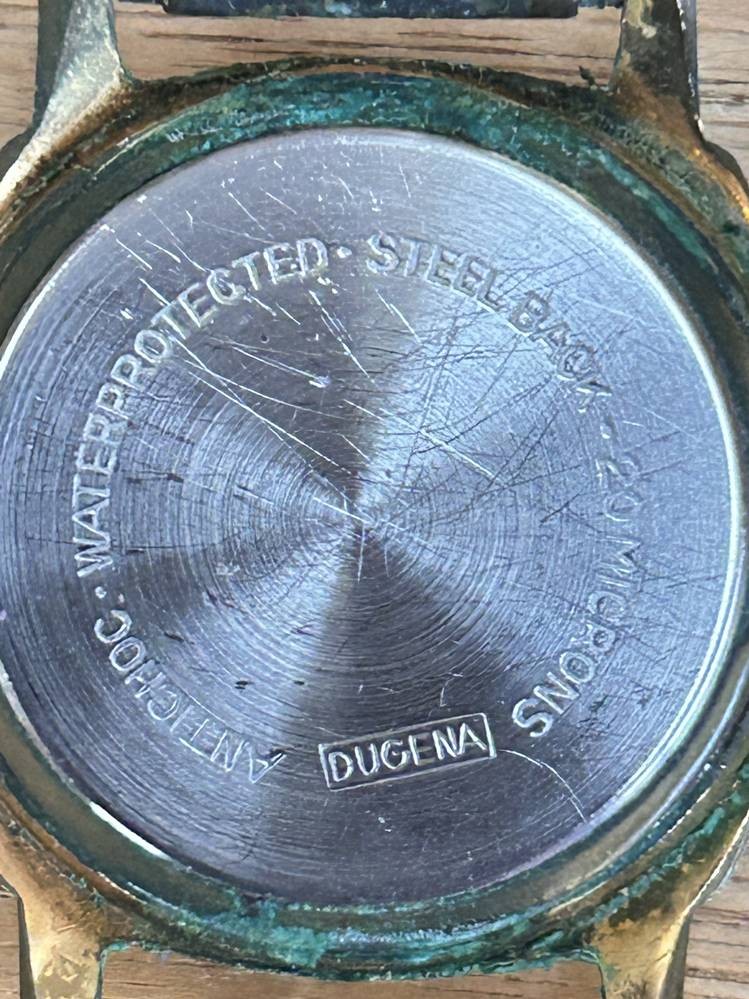 ANTICHOC · WATERPROTECTED · STEEL BACK - 20 MICRONS
DUGENA